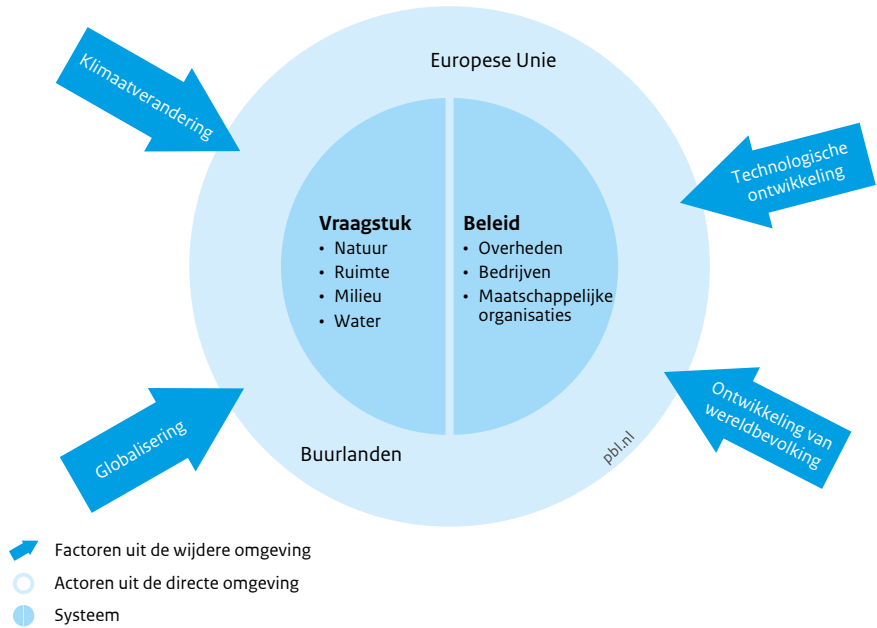 Europese Unie
Klimaatverandering
Technologische
ontwikkeling
Vraagstuk
• Natuur
• Ruimte
• Milieu
• Water
Beleid
• Overheden
• Bedrijven
• Maatschappelijke
organisaties
Globalisering
Ontwikkeling van
wereldbevolking
Buurlanden
pbl.nl
Factoren uit de wijdere omgeving
Actoren uit de directe omgeving
Systeem